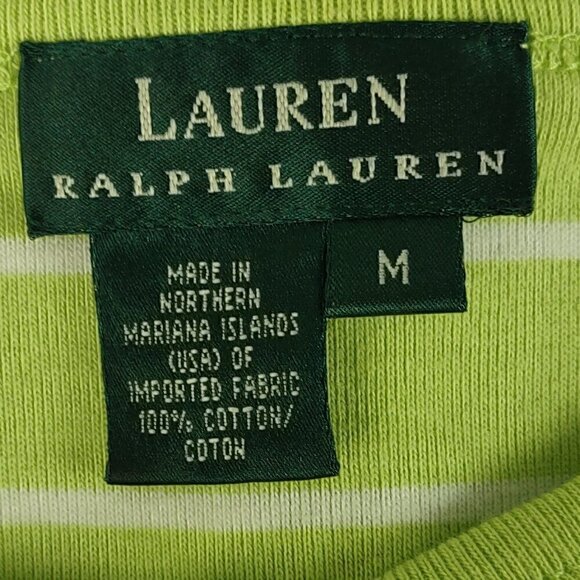 LAUREN
RALPH LAUREN
M
MADE IN
NORTHERN
MARIANA ISLANDS
(USA) OF
IMPORTED FABRIC
100% COTTON/
COTON